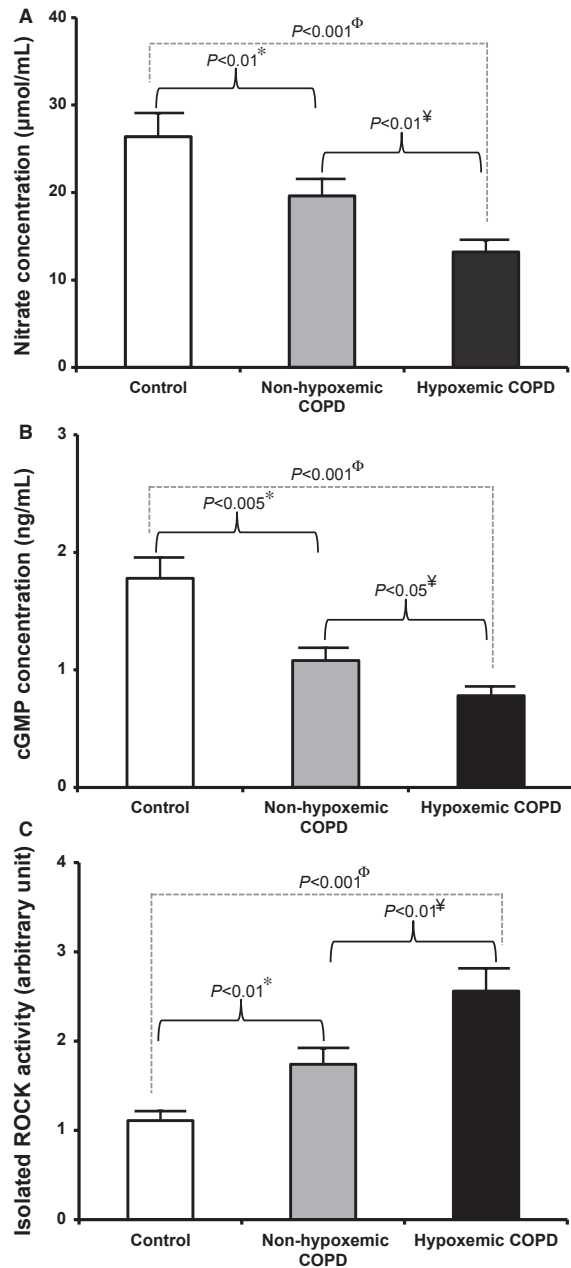 A
Nitrate concentration (µmol/mL)
40
30
20
10
0
P<0.001Φ
P<0.01*
P<0.01¥
Control
Non-hypoxemic
COPD
Hypoxemic COPD
B
cGMP concentration (ng/mL)
3
2
1
0
P<0.001Φ
P<0.005*
P<0.05¥
Control
Non-hypoxemic
COPD
Hypoxemic COPD
C
Isolated ROCK activity (arbitrary unit)
4
3
2
1
0
P<0.001Φ
P<0.01¥
P<0.01*
Control
Non-hypoxemic
COPD
Hypoxemic COPD